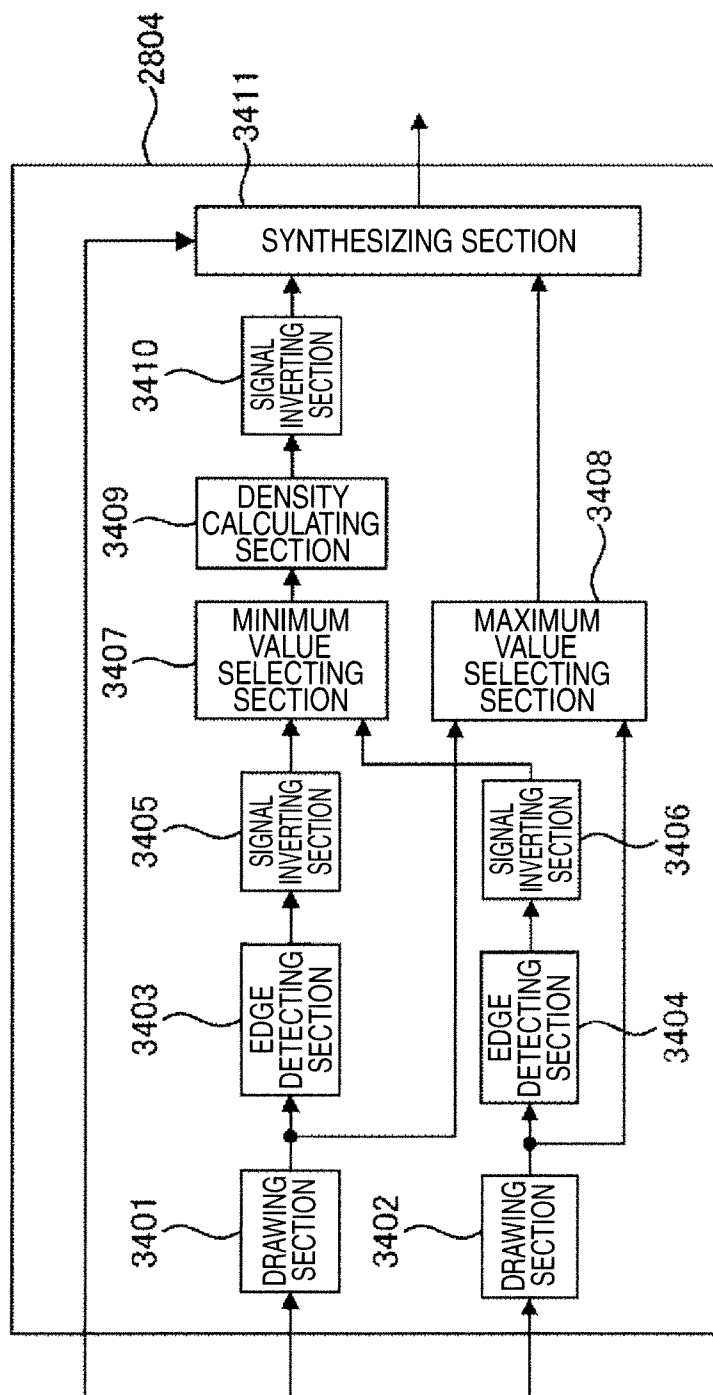 2804
3411
SYNTHESIZING SECTION
3410
SIGNAL
INVERTING
SECTION
3409
DENSITY
CALCULATING
SECTION
3408
3407
MINIMUM
VALUE
SELECTING
SECTION
MAXIMUM
VALUE
SELECTING
SECTION
3405
SIGNAL
INVERTING
SECTION
SIGNAL
INVERTING
SECTION
3406
3403
EDGE
DETECTING
SECTION
EDGE
DETECTING
SECTION
3404
3401
DRAWING
SECTION
3402
DRAWING
SECTION